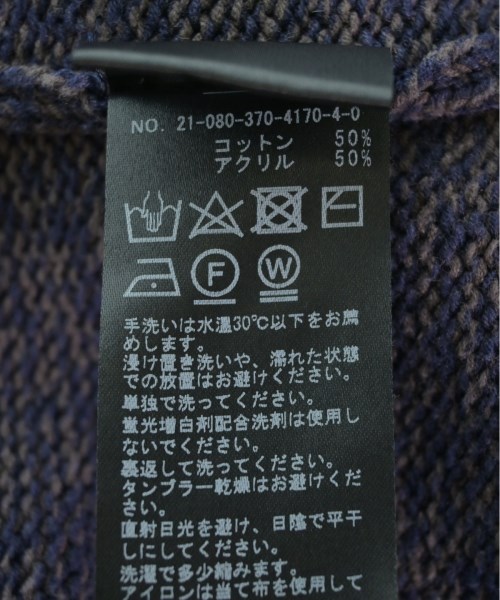 NO. 21-080-370-4170-4-0
コットン 50%
アクリル 50%
F W
手洗いは水温30℃以下をお薦
めします。
浸け置き洗いや、濡れた状態
での放置はお避けください。
単独で洗ってください。
蛍光増白剤配合洗剤は使用し
ないでください。
裏返して洗ってください。
タンブラー乾燥はお避けくだ
さい。
直射日光を避け、日陰で平干
しにしてください。
洗濯で多少縮みます。
アイロンは当て布を使用して